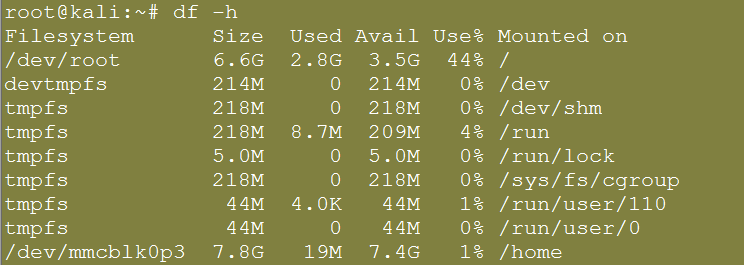 root@kali:~# df -h
Filesystem      Size  Used Avail Use% Mounted on
/dev/root       6.6G  2.8G  3.5G  44% /
devtmpfs        214M     0  214M   0% /dev
tmpfs           218M     0  218M   0% /dev/shm
tmpfs           218M  8.7M  209M   4% /run
tmpfs           5.0M     0  5.0M   0% /run/lock
tmpfs           218M     0  218M   0% /sys/fs/cgroup
tmpfs            44M  4.0K   44M   1% /run/user/110
tmpfs            44M     0   44M   0% /run/user/0
/dev/mmcblk0p3  7.8G   19M  7.4G   1% /home